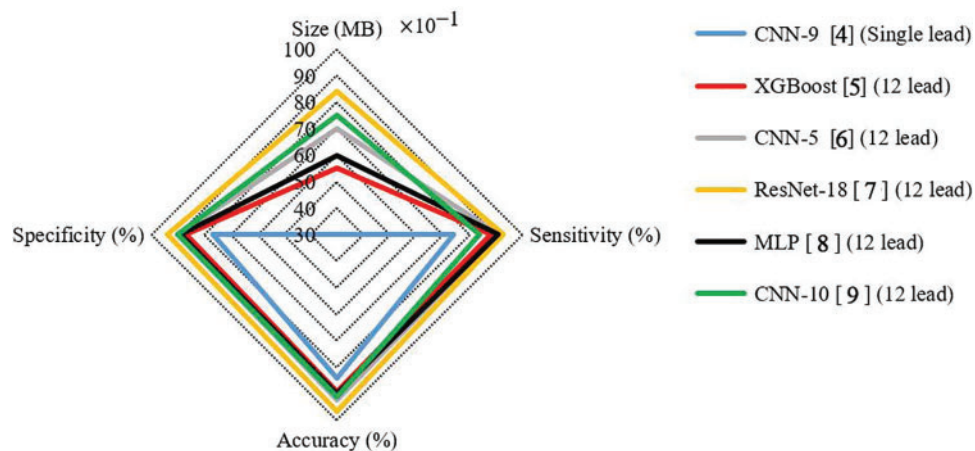 Size (MB) ×10⁻¹
100
90
80
70
60
50
40
30
Specificity (%)
Sensitivity (%)
Accuracy (%)
CNN-9 [4] (Single lead)
XGBoost [5] (12 lead)
CNN-5 [6] (12 lead)
ResNet-18 [7] (12 lead)
MLP [8] (12 lead)
CNN-10 [9] (12 lead)